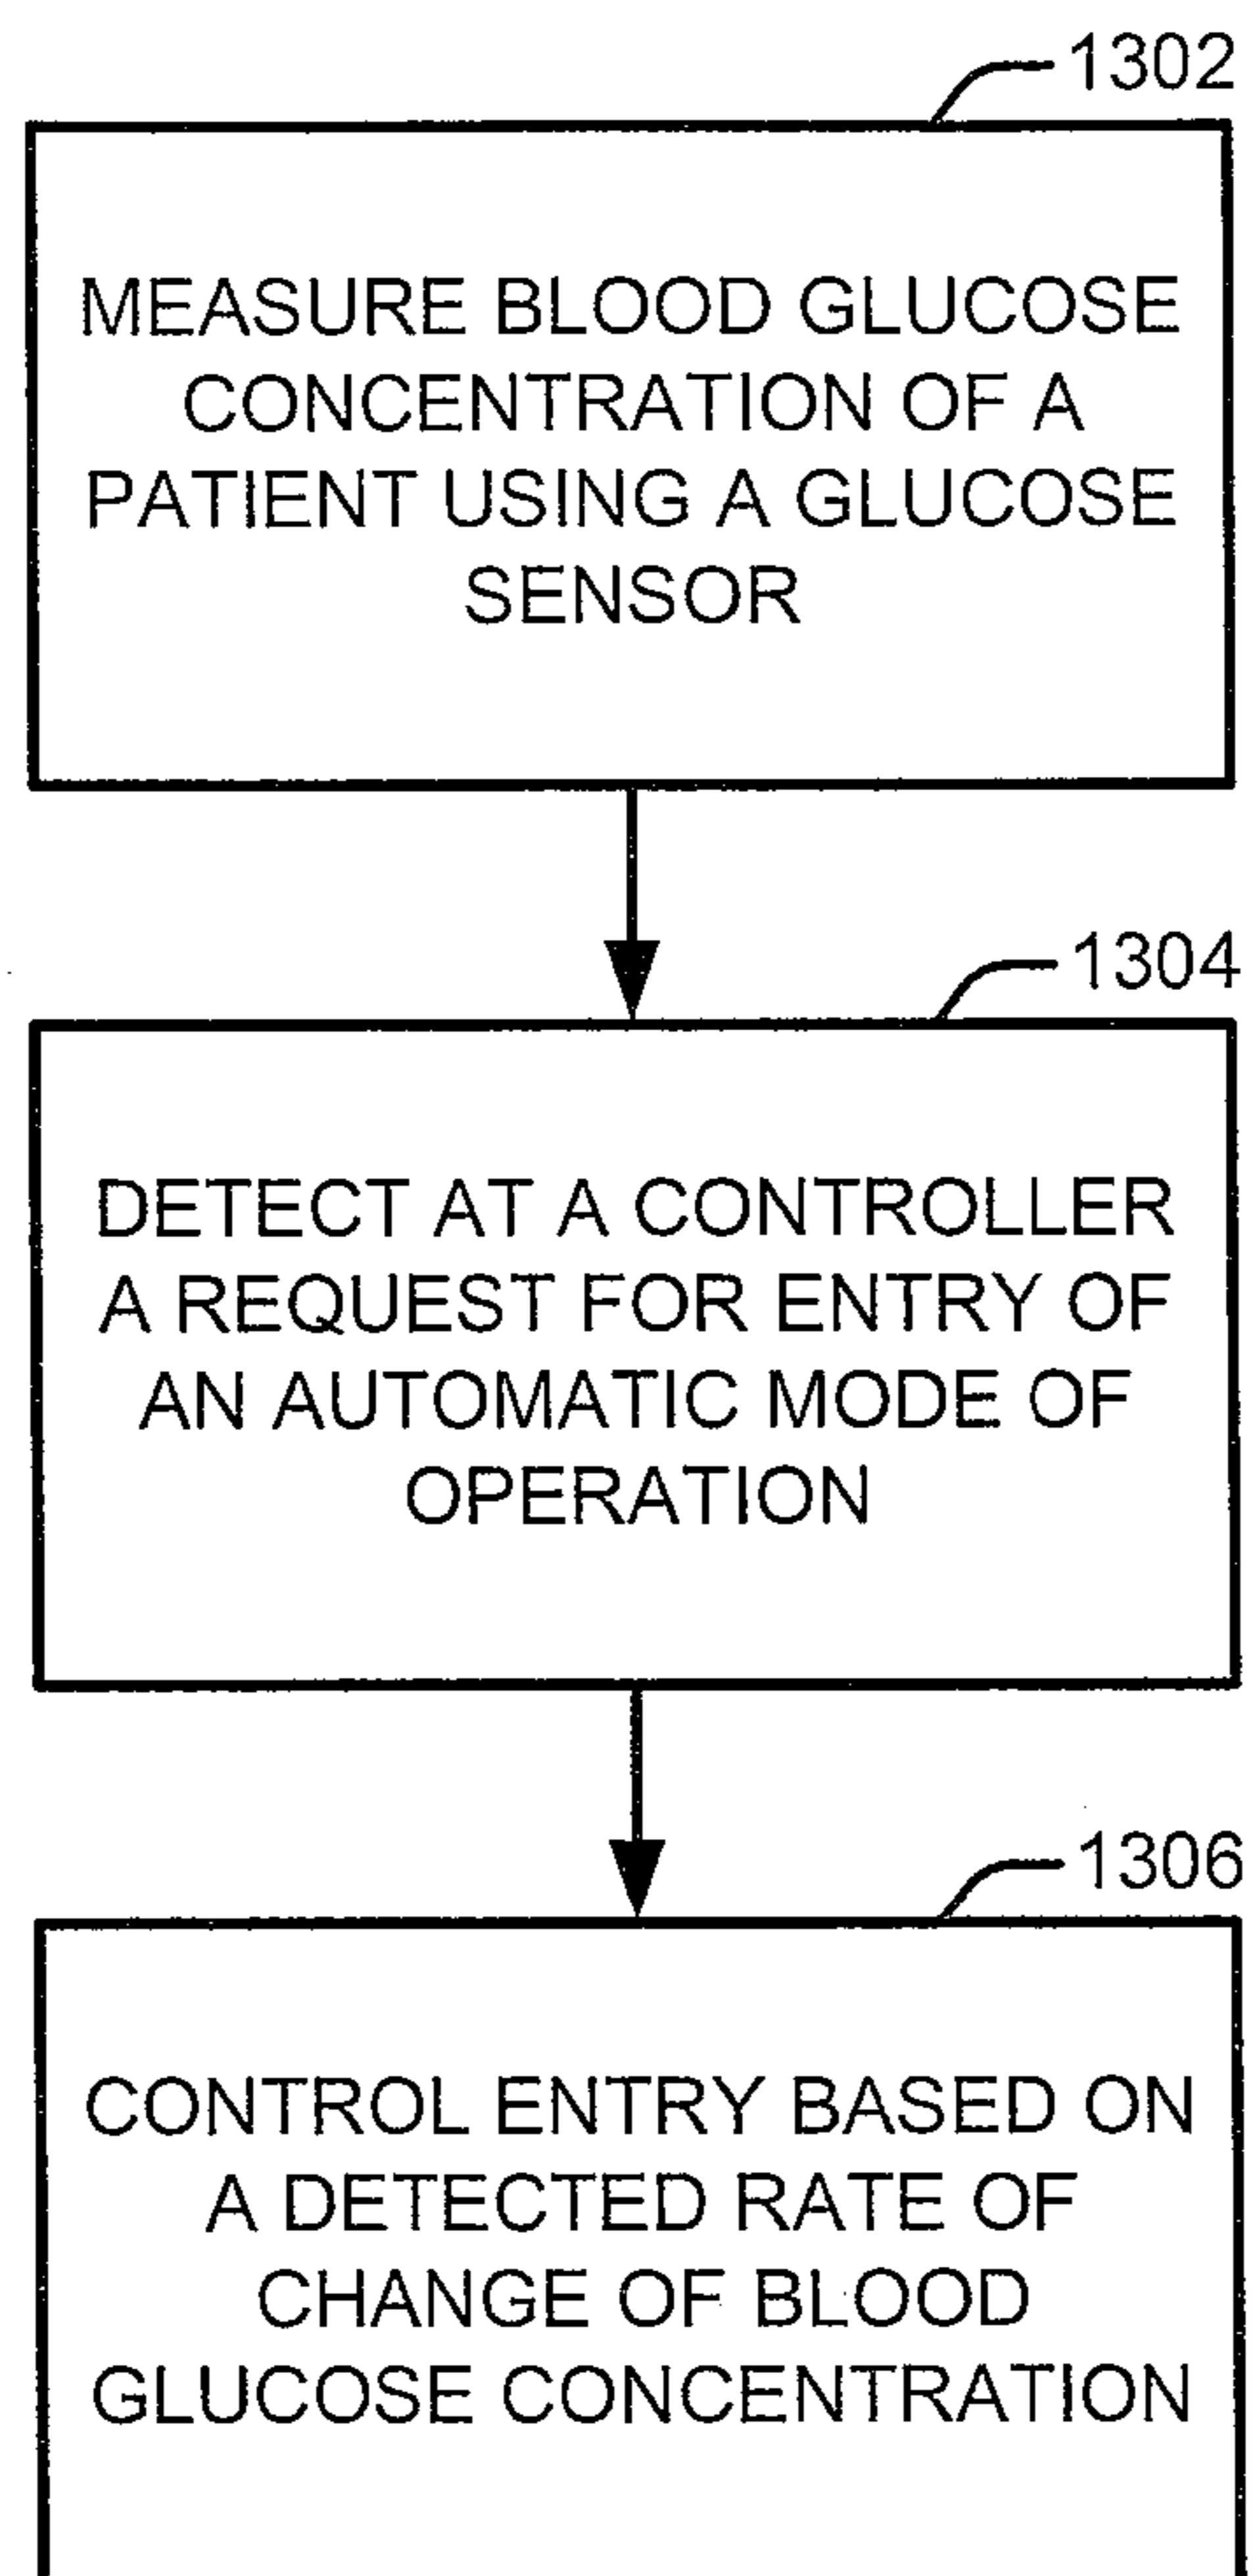 1302
MEASURE BLOOD GLUCOSE
CONCENTRATION OF A
PATIENT USING A GLUCOSE
SENSOR
1304
DETECT AT A CONTROLLER
A REQUEST FOR ENTRY OF
AN AUTOMATIC MODE OF
OPERATION
1306
CONTROL ENTRY BASED ON
A DETECTED RATE OF
CHANGE OF BLOOD
GLUCOSE CONCENTRATION